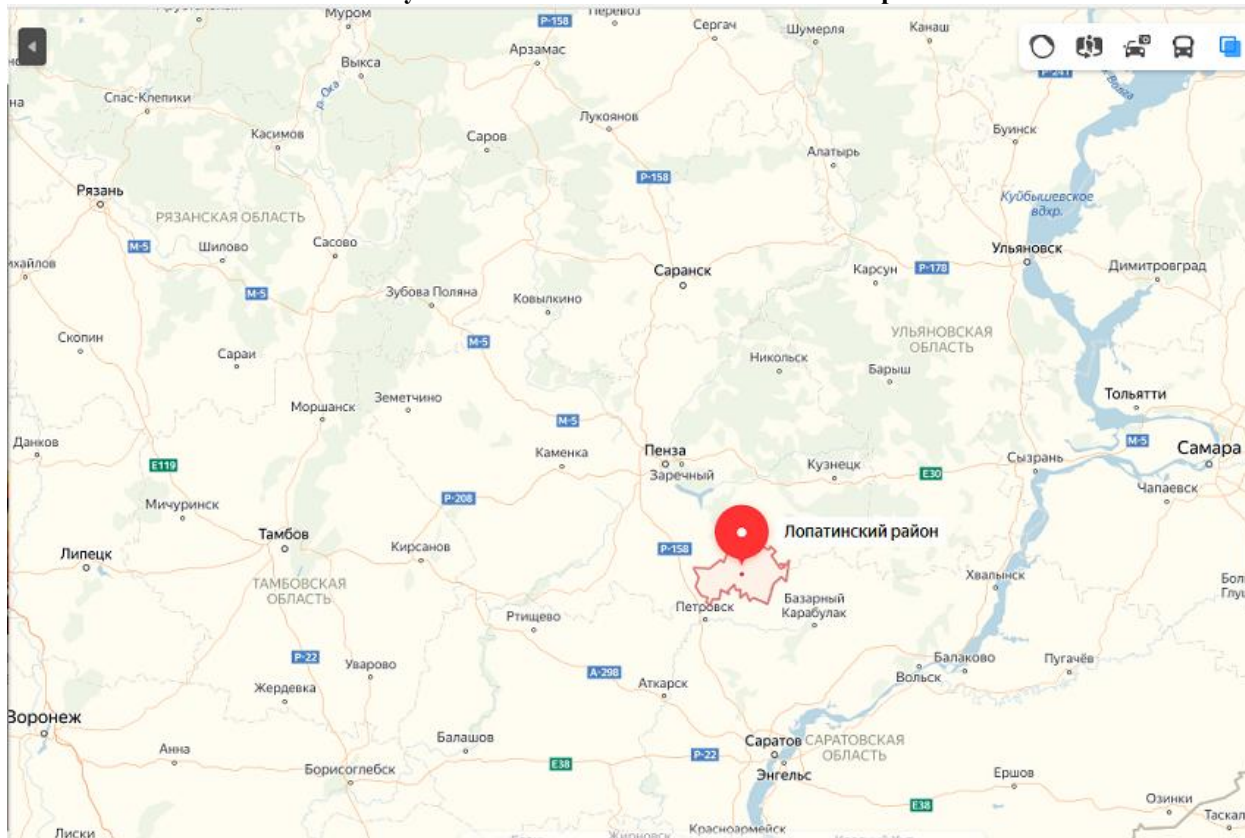 Муром
Р-158
Перевоз
Сергач
Шумерля
Канаш
Арзамас
Выкса
р. Ока
Волга
Спас-Клепики
Касимов
Саров
Лукоянов
Буинск
Алатырь
Р-158
Рязань
РЯЗАНСКАЯ ОБЛАСТЬ
Куйбышевское
вдхр.
М-5
Шилово
Сасово
Ульяновск
Саранск
Карсун
Р-178
Димитровград
М-5
Зубова Поляна
Ковылкино
Скопин
Сараи
М-5
УЛЬЯНОВСКАЯ
ОБЛАСТЬ
Никольск
Барыш
Моршанск
Земетчино
Тольятти
М-5
Данков
Е119
Каменка
Пенза
Заречный
Кузнецк
Е30
Сызрань
М-5
Самара
Чапаевск
Мичуринск
Р-208
Тамбов
Кирсанов
Р-158
Лопатинский район
Липецк
ТАМБОВСКАЯ
ОБЛАСТЬ
Хвалынск
Петровск
Базарный
Карабулак
Ртищево
Р-22
Уварово
А-298
Аткарск
Балаково
Вольск
Пугачёв
Жердевка
Воронеж
Анна
Балашов
Саратов
САРАТОВСКАЯ
ОБЛАСТЬ
Р-22
Энгельс
Борисоглебск
Е38
Ершов
Е38
Озинки
Лиски
Красноармейск